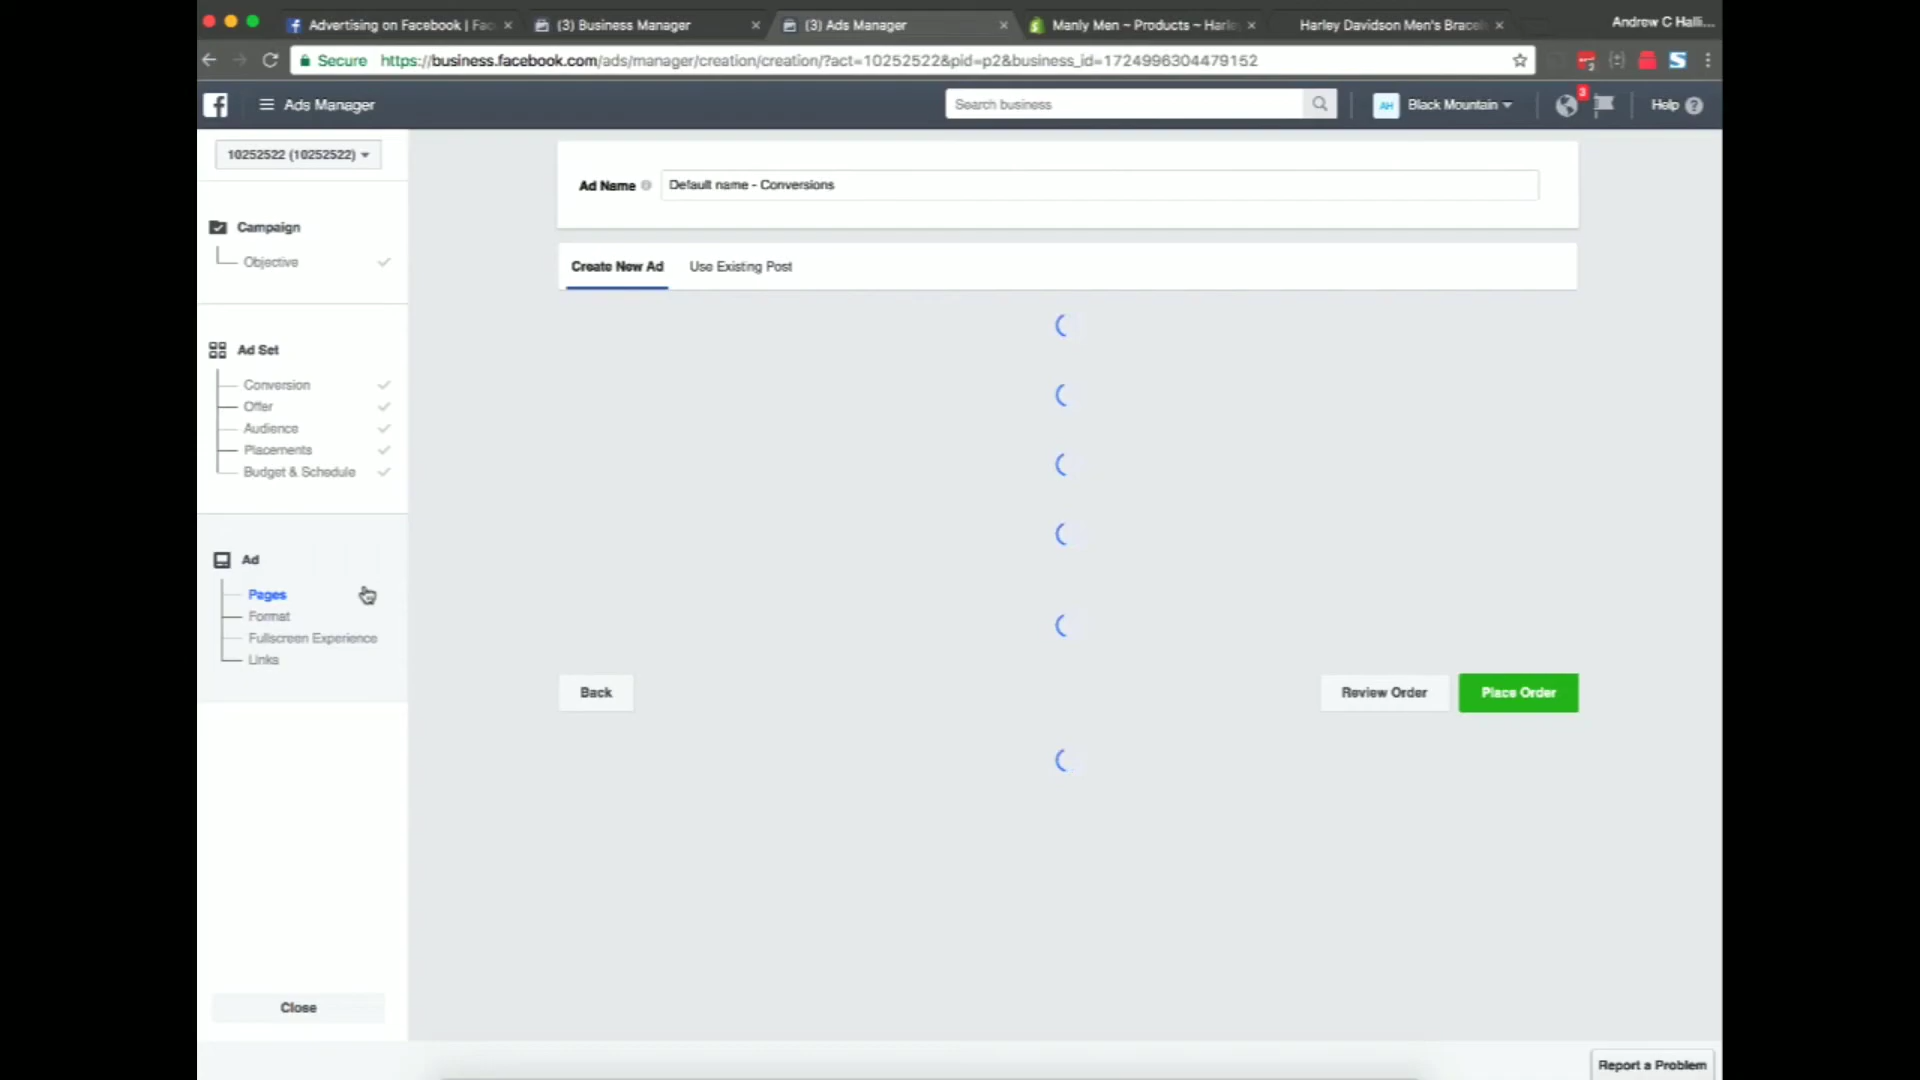 Advertising on Facebook | Fac
(3) Business Manager
(3) Ads Manager
Manly Men ~ Products ~ Harle
Harley Davidson Men's Bracel
Andrew C Halli...
Secure
https://business.facebook.com/ads/manager/creation/creation/?act=10252522&pid=p2&business_id=1724996304479152
Ads Manager
Search business
AH
Black Mountain
3
Help
10252522 (10252522)
Ad Name
Default name - Conversions
Campaign
Objective
Create New Ad
Use Existing Post
Ad Set
Conversion
Offer
Audience
Placements
Budget & Schedule
Ad
Pages
Format
Fullscreen Experience
Links
Back
Review Order
Place Order
Close
Report a Problem